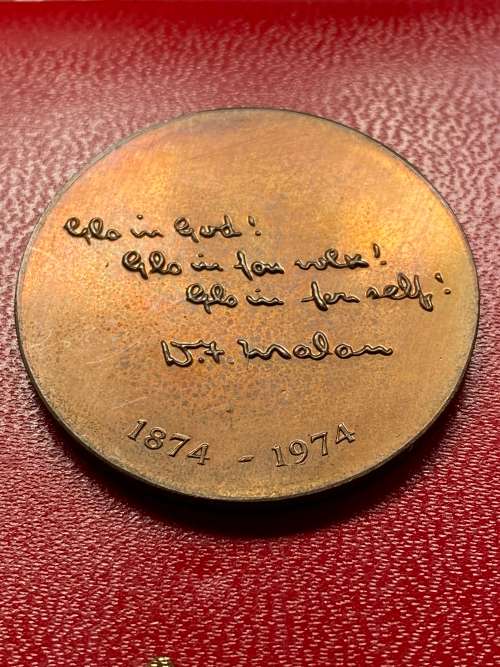 Glo in God!
Glo in jou volk!
Glo in jou self!
D.F. Malan
1874 - 1974